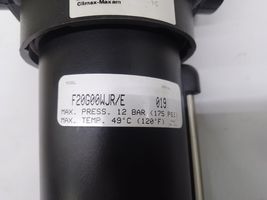 Climax-Maxam
F20G00WJR/E 019
MAX. PRESS. 12 BAR (175 PSI)
MAX. TEMP. 49°C (120°F)